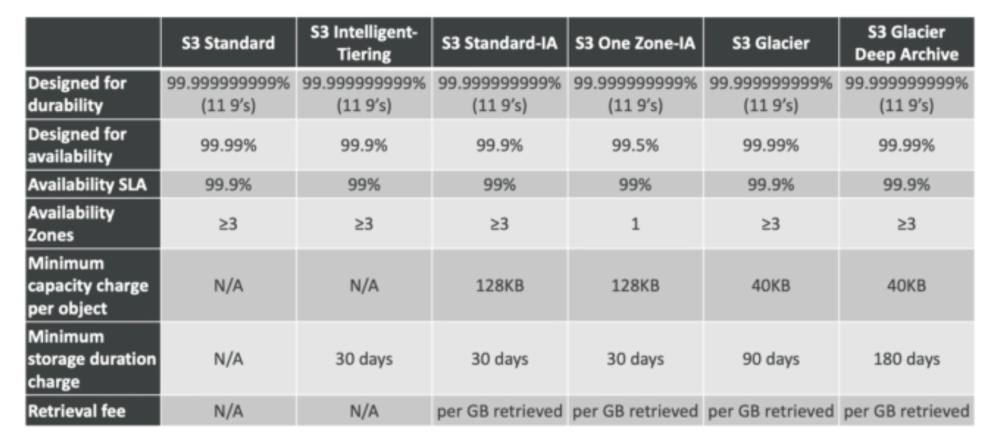 S3 Standard
S3 Intelligent-
Tiering
S3 Standard-IA
S3 One Zone-IA
S3 Glacier
S3 Glacier
Deep Archive
Designed for
durability
99.999999999%
(11 9’s)
99.999999999%
(11 9’s)
99.999999999%
(11 9’s)
99.999999999%
(11 9’s)
99.999999999%
(11 9’s)
99.999999999%
(11 9’s)
Designed for
availability
99.99%
99.9%
99.9%
99.5%
99.99%
99.99%
Availability SLA
99.9%
99%
99%
99%
99.9%
99.9%
Availability
Zones
≥3
≥3
≥3
1
≥3
≥3
Minimum
capacity charge
per object
N/A
N/A
128KB
128KB
40KB
40KB
Minimum
storage duration
charge
N/A
30 days
30 days
30 days
90 days
180 days
Retrieval fee
N/A
N/A
per GB retrieved
per GB retrieved
per GB retrieved
per GB retrieved